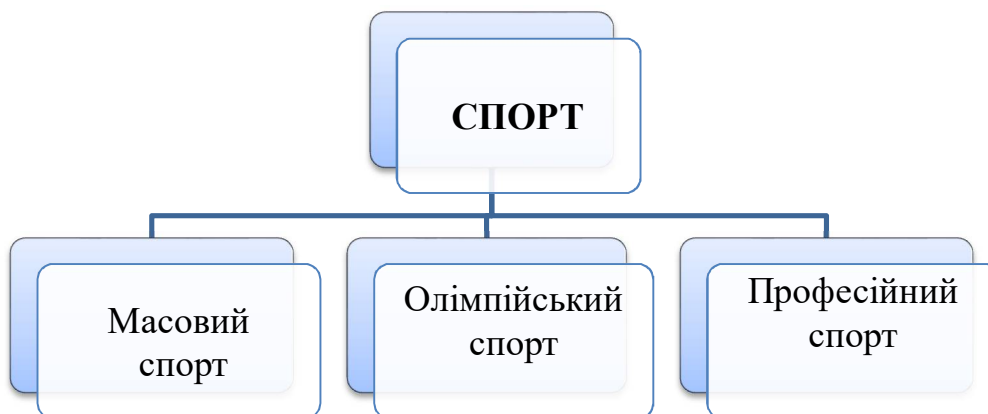 СПОРТ
Масовий
спорт
Олімпійський
спорт
Професійний
спорт